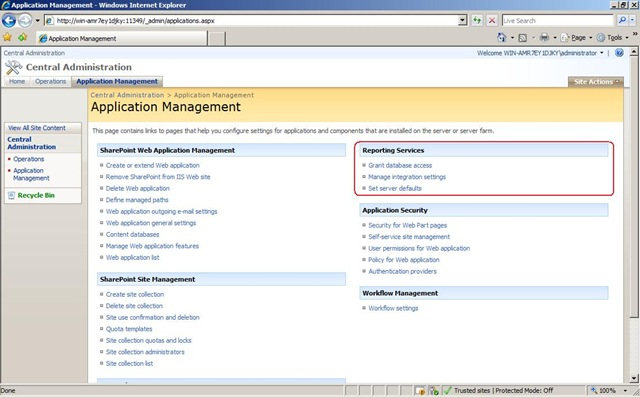 Application Management - Windows Internet Explorer
http://win-amr7ey1djky:11349/_admin/applications.aspx
Live Search
Application Management
Page
Tools
Central Administration
Welcome WIN-AMR7EY1DJKY\administrator
Central Administration
Home
Operations
Application Management
Site Actions
Central Administration > Application Management
Application Management
View All Site Content
Central Administration
Operations
Application Management
Recycle Bin
This page contains links to pages that help you configure settings for applications and components that are installed on the server or server farm.
SharePoint Web Application Management
Create or extend Web application
Remove SharePoint from IIS Web site
Delete Web application
Define managed paths
Web application outgoing e-mail settings
Web application general settings
Content databases
Manage Web application features
Web application list
SharePoint Site Management
Create site collection
Delete site collection
Site use confirmation and deletion
Quota templates
Site collection quotas and locks
Site collection administrators
Site collection list
Reporting Services
Grant database access
Manage integration settings
Set server defaults
Application Security
Security for Web Part pages
Self-service site management
User permissions for Web application
Policy for Web application
Authentication providers
Workflow Management
Workflow settings
Done
Trusted sites | Protected Mode: Off
100%